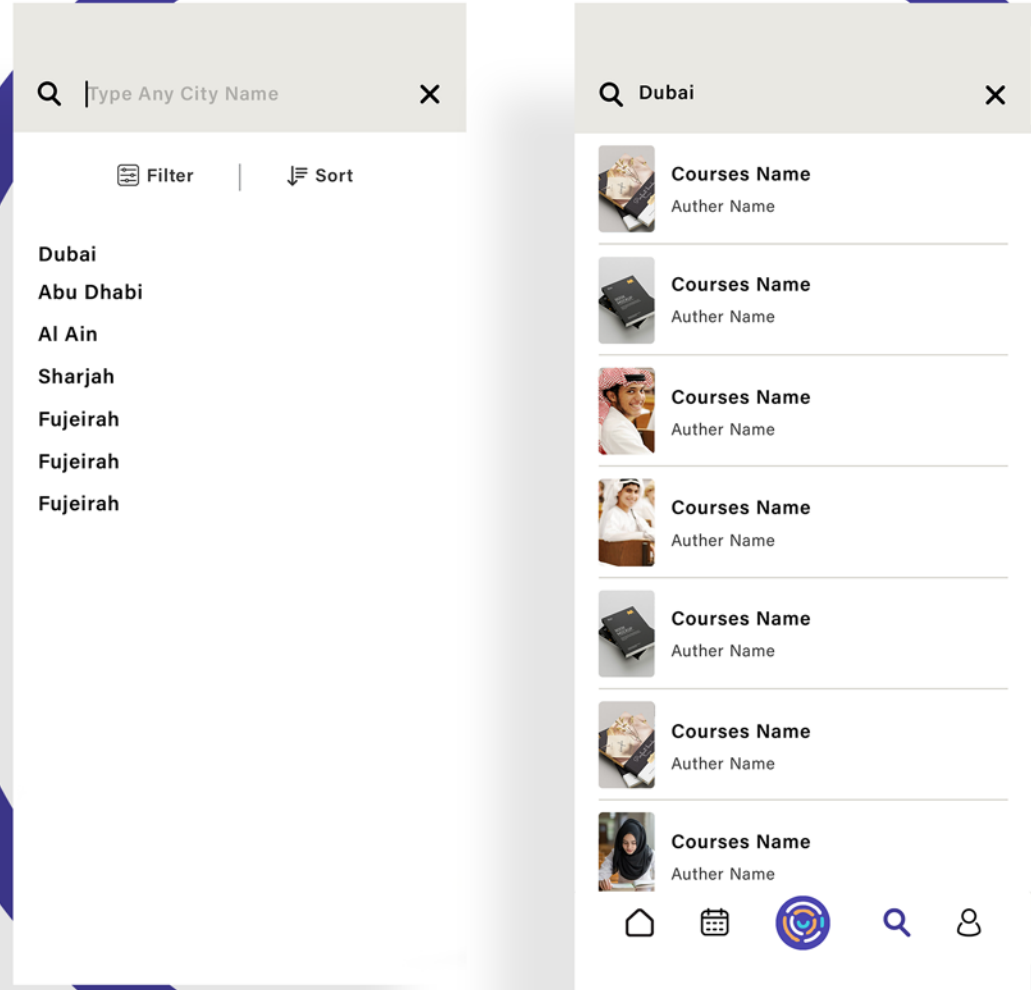 Type Any City Name
Filter | Sort
Dubai
Abu Dhabi
Al Ain
Sharjah
Fujeirah
Fujeirah
Fujeirah
Dubai
Courses Name
Auther Name
Courses Name
Auther Name
Courses Name
Auther Name
Courses Name
Auther Name
Courses Name
Auther Name
Courses Name
Auther Name
Courses Name
Auther Name